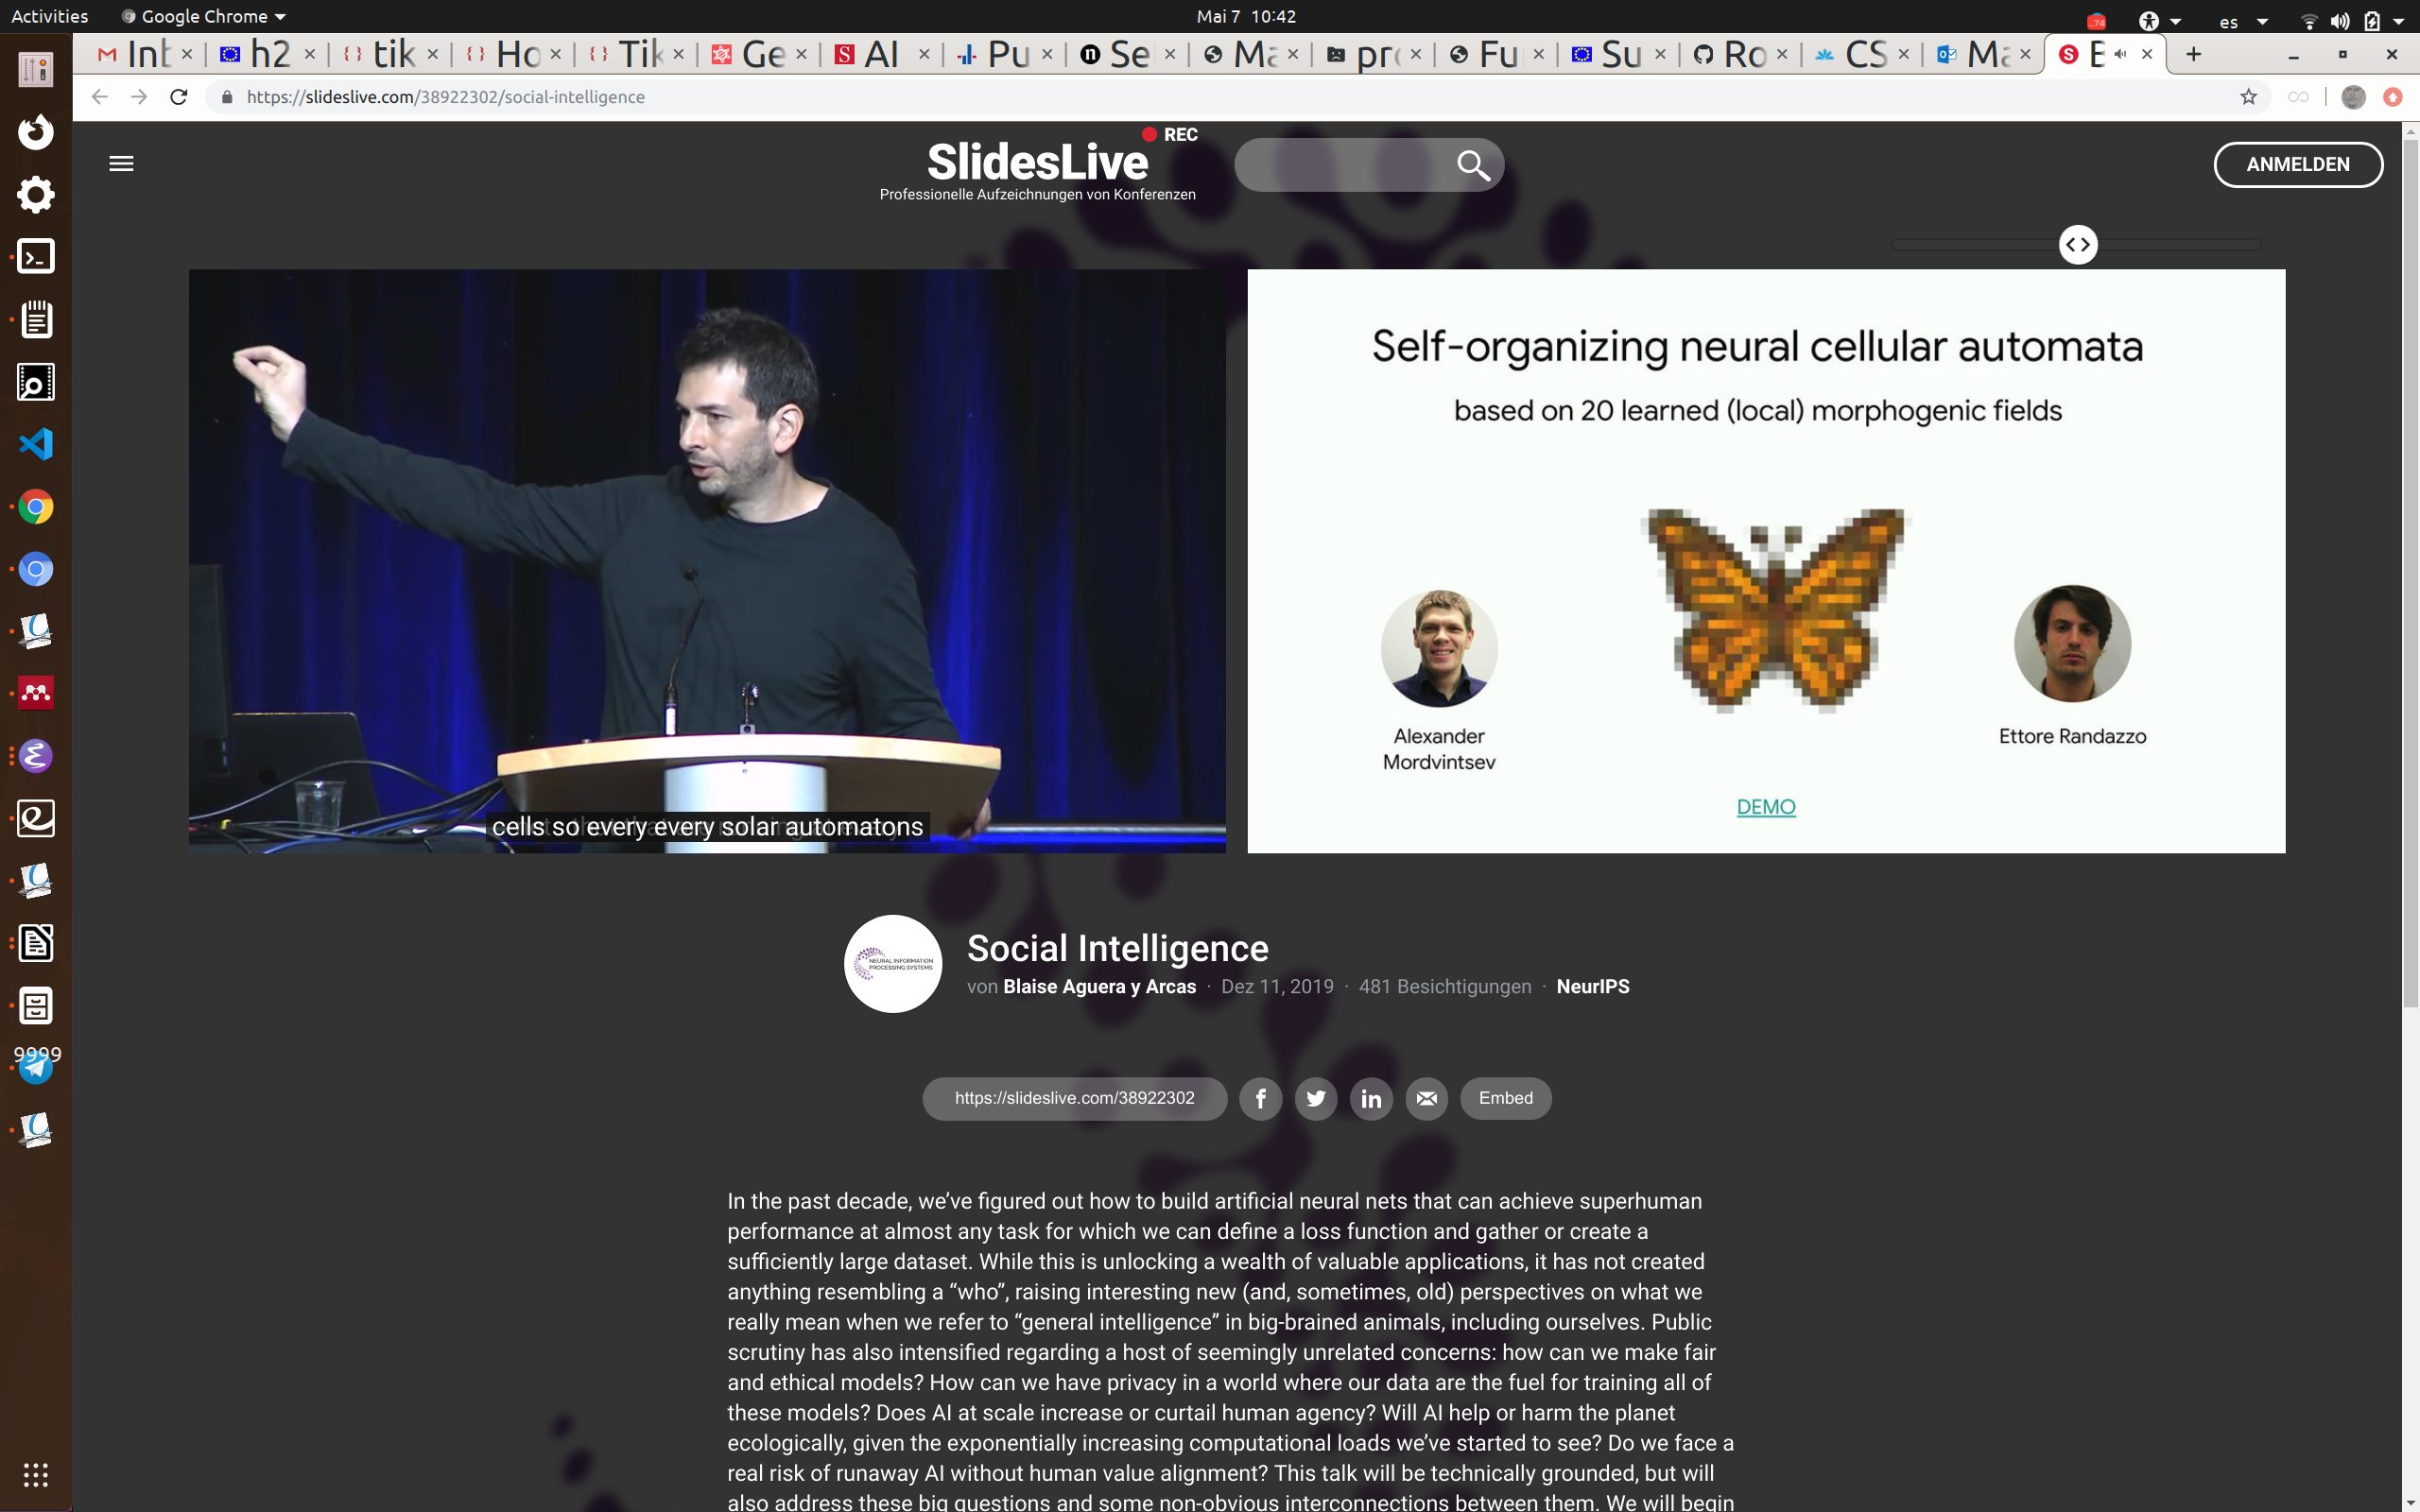 Activities
Google Chrome
Mai 7 10:42
es
Int
h2
tik
Ho
Tik
Ge
AI
Pu
Se
Ma
pro
Fu
Su
Ro
CS
Ma
https://slideslive.com/38922302/social-intelligence
REC
SlidesLive
Professionelle Aufzeichnungen von Konferenzen
ANMELDEN
cells so every every solar automatons
Self-organizing neural cellular automata
based on 20 learned (local) morphogenic fields
Alexander
Mordvintsev
Ettore Randazzo
DEMO
NEURAL INFORMATION
PROCESSING SYSTEMS
Social Intelligence
von Blaise Aguera y Arcas · Dez 11, 2019 · 481 Besichtigungen · NeurIPS
9999
https://slideslive.com/38922302
Embed
In the past decade, we’ve figured out how to build artificial neural nets that can achieve superhuman
performance at almost any task for which we can define a loss function and gather or create a
sufficiently large dataset. While this is unlocking a wealth of valuable applications, it has not created
anything resembling a “who”, raising interesting new (and, sometimes, old) perspectives on what we
really mean when we refer to “general intelligence” in big-brained animals, including ourselves. Public
scrutiny has also intensified regarding a host of seemingly unrelated concerns: how can we make fair
and ethical models? How can we have privacy in a world where our data are the fuel for training all of
these models? Does AI at scale increase or curtail human agency? Will AI help or harm the planet
ecologically, given the exponentially increasing computational loads we’ve started to see? Do we face a
real risk of runaway AI without human value alignment? This talk will be technically grounded, but will
also address these big questions and some non-obvious interconnections between them. We will begin